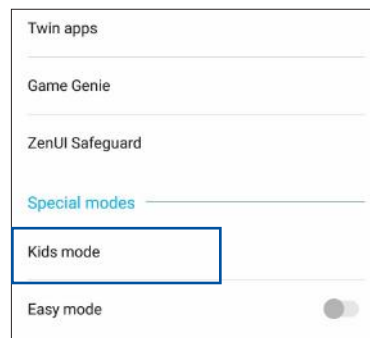 Twin apps
Game Genie
ZenUI Safeguard
Special modes
Kids mode
Easy mode